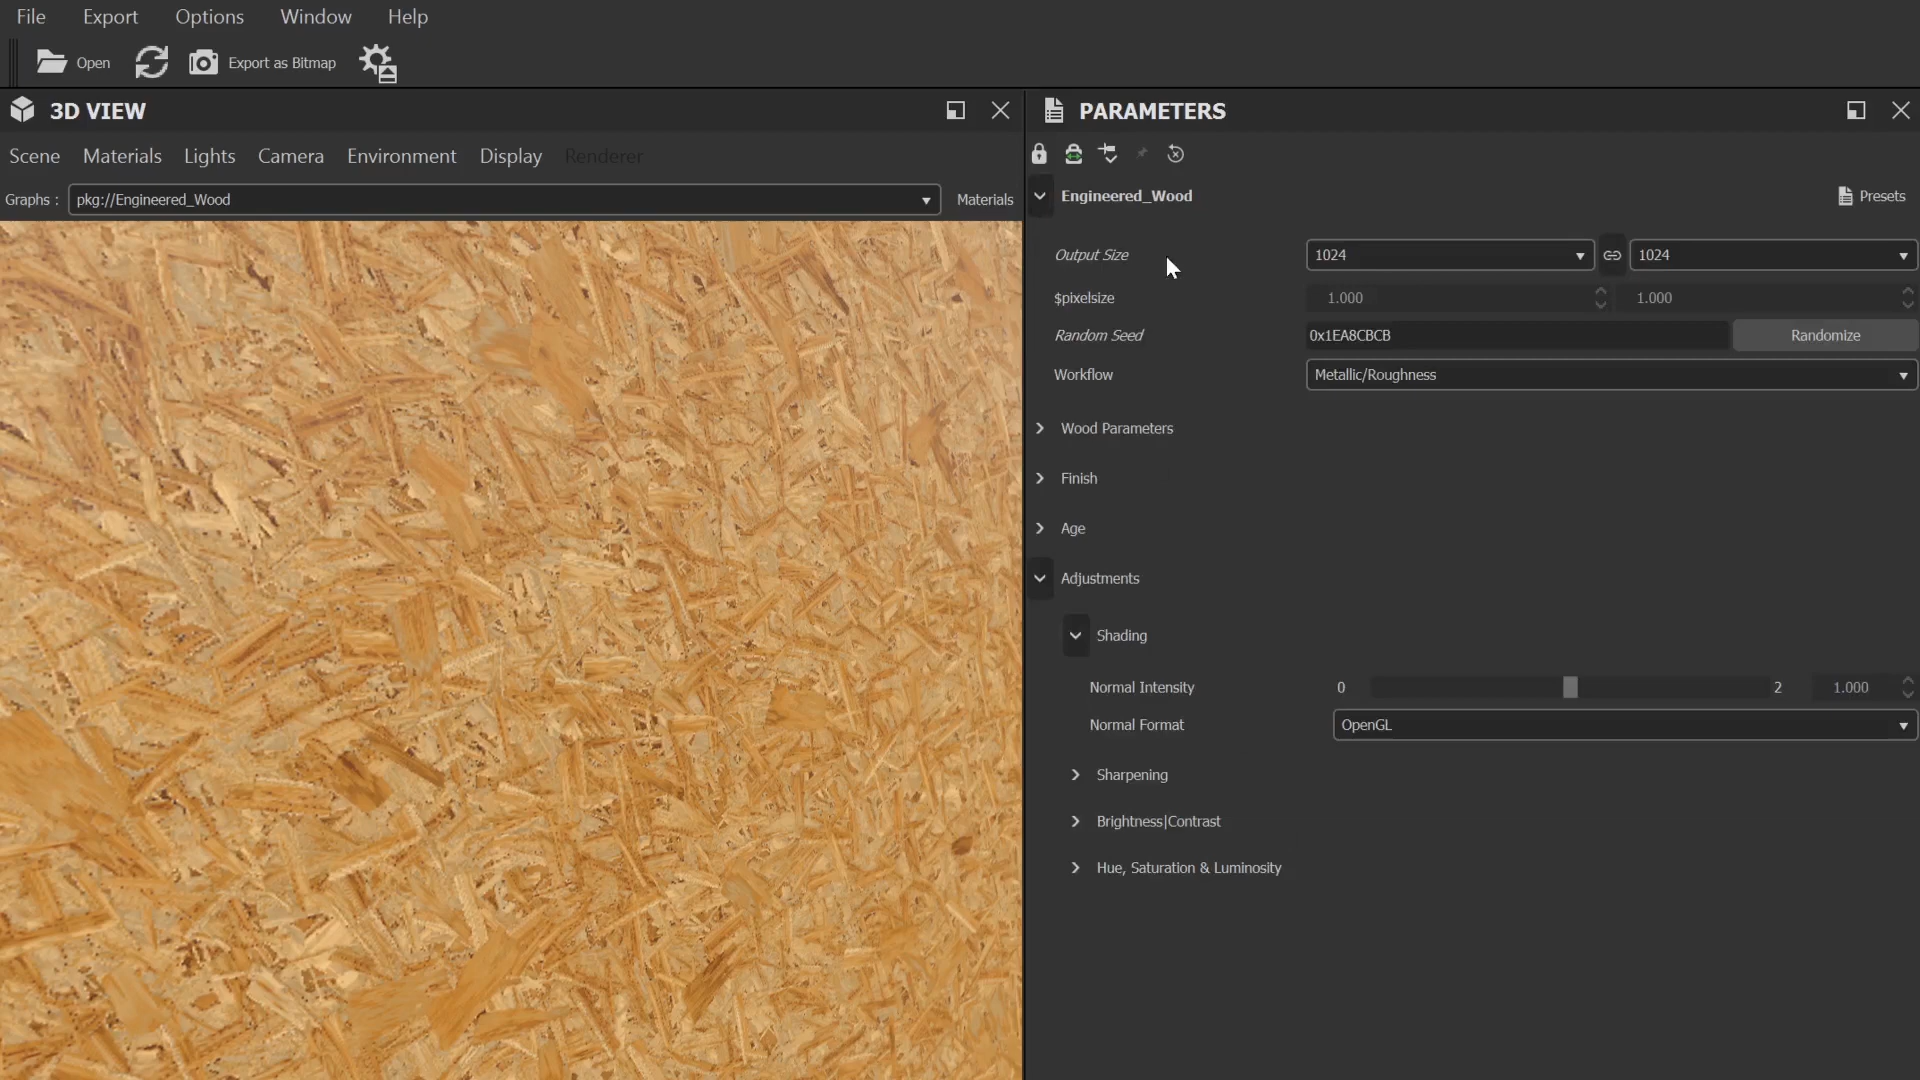 File Export Options Window Help
Open Export as Bitmap
3D VIEW
Scene Materials Lights Camera Environment Display Renderer
Graphs : pkg://Engineered_Wood Materials
PARAMETERS
Engineered_Wood Presets
Output Size 1024 1024
$pixelsize 1.000 1.000
Random Seed 0x1EA8CBCB Randomize
Workflow Metallic/Roughness
Wood Parameters
Finish
Age
Adjustments
Shading
Normal Intensity 0 2 1.000
Normal Format OpenGL
Sharpening
Brightness|Contrast
Hue, Saturation & Luminosity